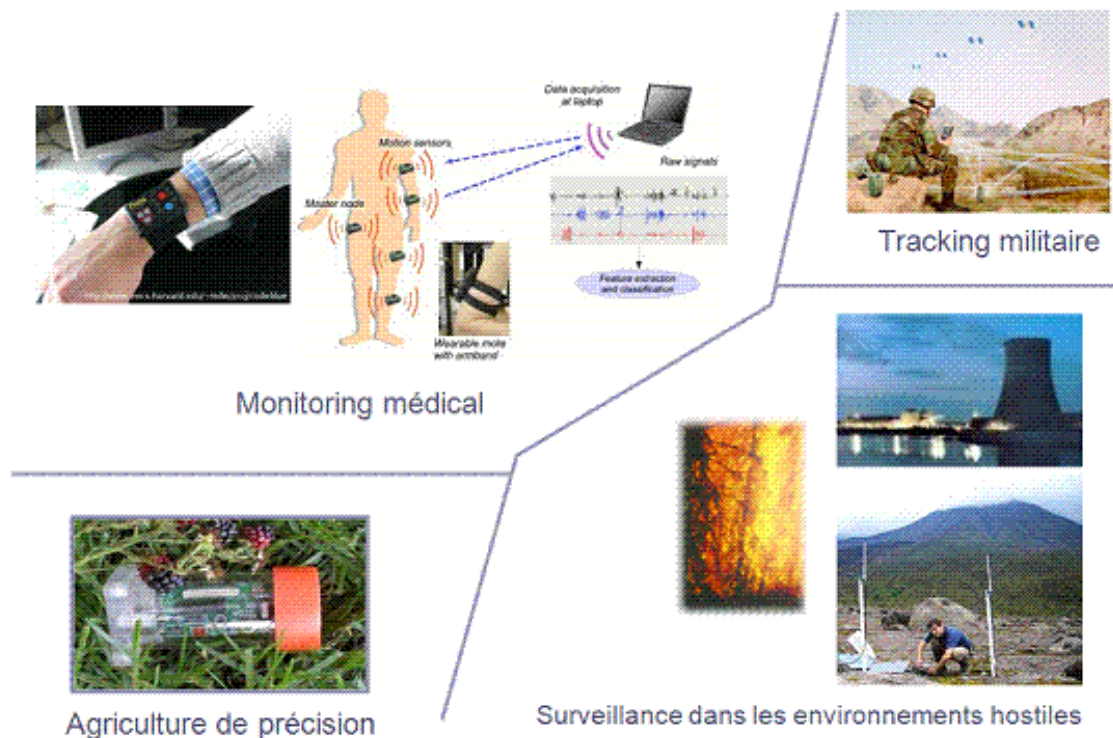 Data acquisition
at laptop
Motion sensors
Raw signals
Master node
Feature extraction
and classification
Wearable mote
with armband
Monitoring médical
Tracking militaire
Agriculture de précision
Surveillance dans les environnements hostiles